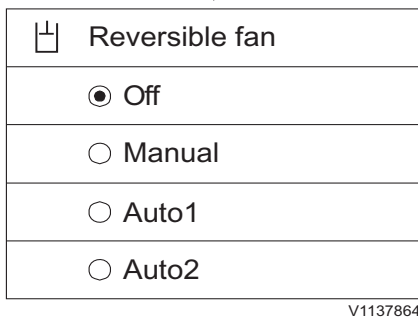 Reversible fan
Off
Manual
Auto1
Auto2
V1137864